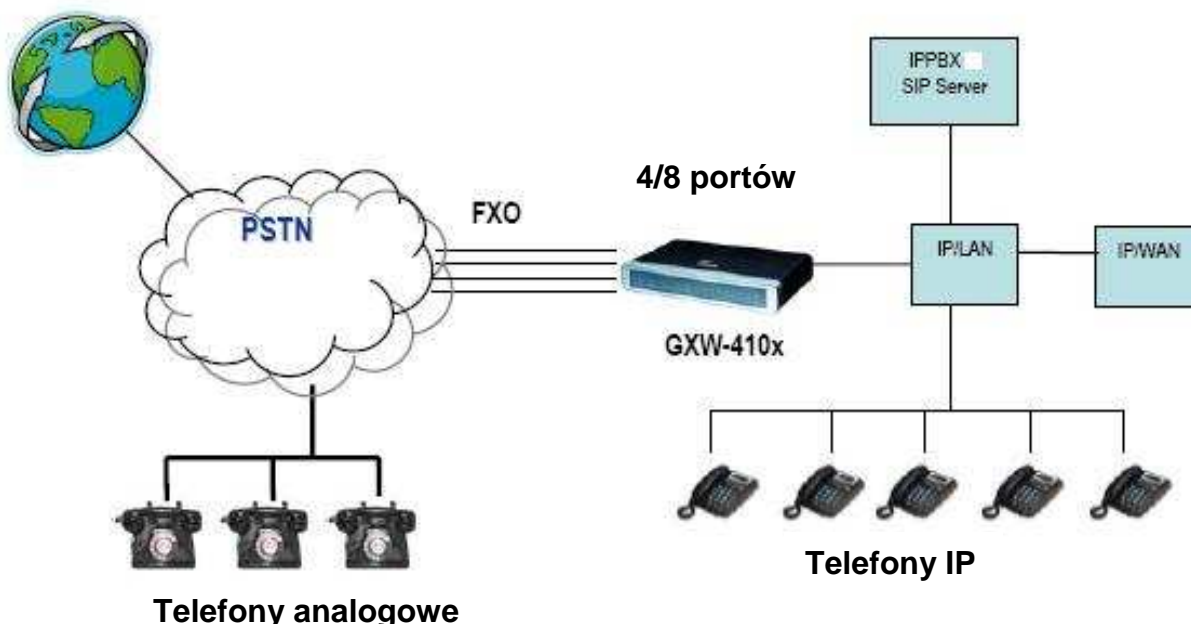 IPPBX
SIP Server
4/8 portów
FXO
PSTN
IP/LAN
IP/WAN
GXW-410x
Telefony IP
Telefony analogowe